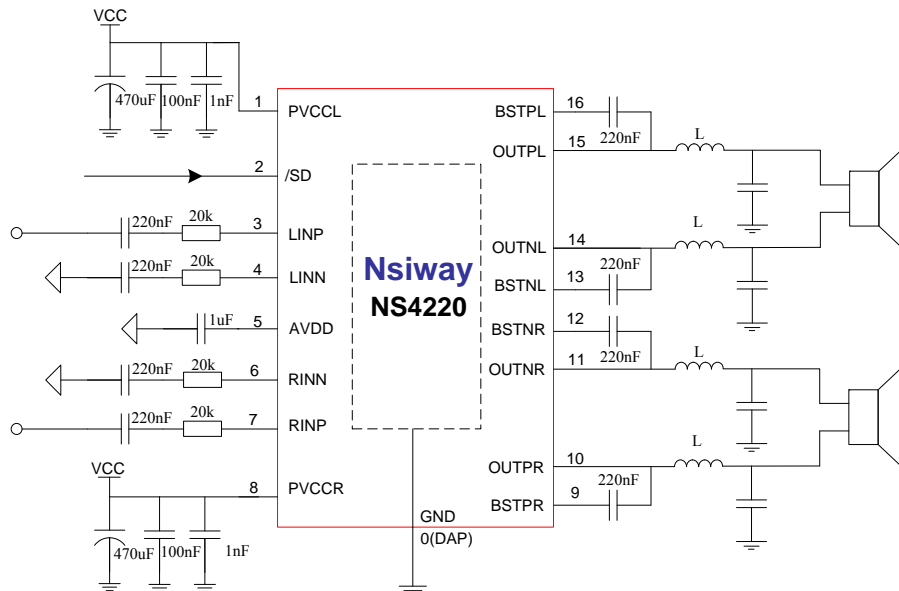 VCC
470uF 100nF 1nF
1 PVCCL
2 /SD
220nF 20k 3 LINP
220nF 20k 4 LINN
1uF 5 AVDD
220nF 20k 6 RINN
220nF 20k 7 RINP
VCC
8 PVCCR
470uF 100nF 1nF
Nsiway
NS4220
GND
0(DAP)
BSTPL 16
220nF
OUTPL 15 L
OUTNL 14 L
220nF
BSTNL 13
BSTNR 12
220nF
OUTNR 11 L
OUTPR 10 L
220nF
BSTPR 9